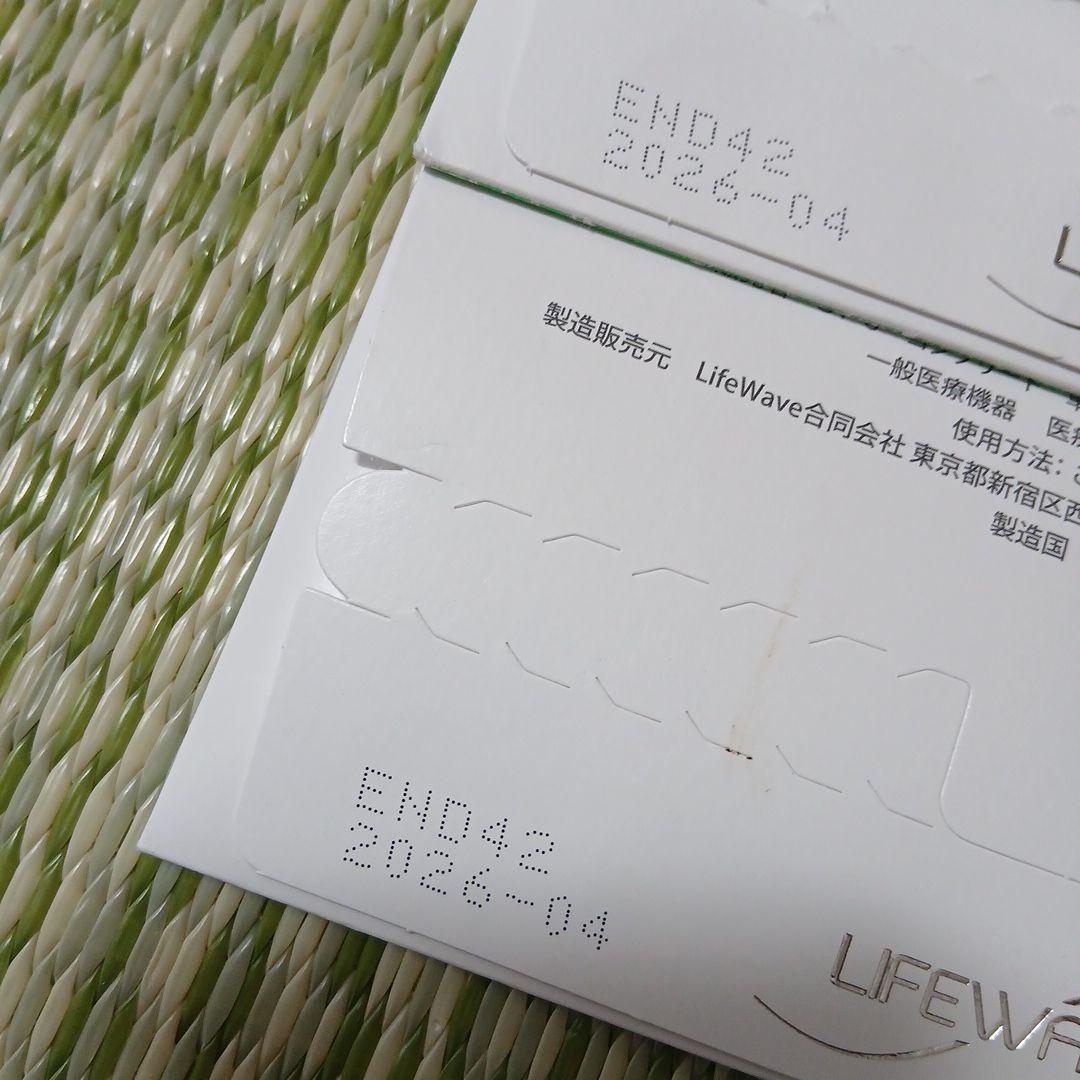 END42
2026-04
一般医療機器
使用方法：
製造販売元 LifeWave合同会社 東京都新宿区西
製造国
END42
2026-04
LIFEWA